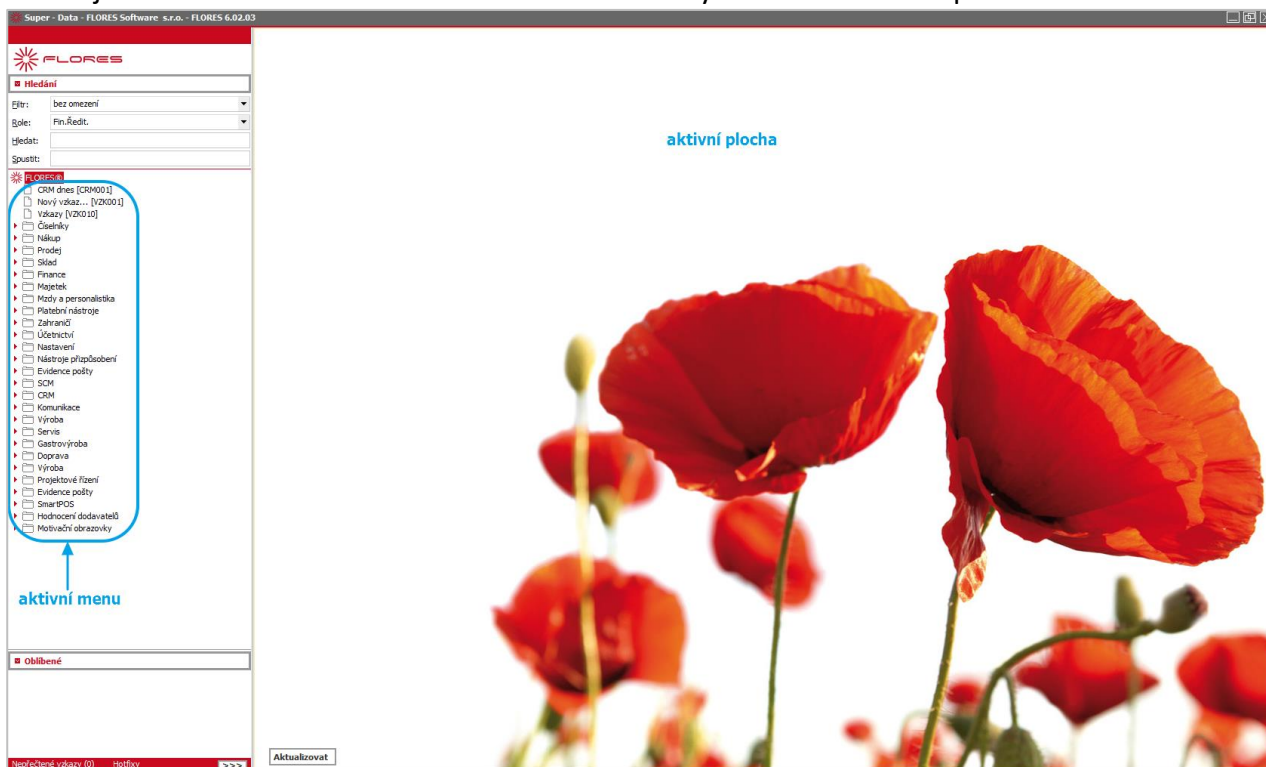 Super - Data - FLORES Software s.r.o. - FLORES 6.02.03
FLORES
Hledání
Filtr: bez omezení
Role: Fin.Ředit.
Hledat:
Spustit:
FLORES®
CRM dnes [CRM001]
Nový vzkaz... [VZK001]
Vzkazy [VZK010]
Číselníky
Nákup
Prodej
Sklad
Finance
Majetek
Mzdy a personalistika
Platební nástroje
Zahraničí
Účetnictví
Nastavení
Nástroje přizpůsobení
Evidence pošty
SCM
CRM
Komunikace
Výroba
Servis
Gastrovýroba
Doprava
Výroba
Projektové řízení
Evidence pošty
SmartPOS
Hodnocení dodavatelů
Motivační obrazovky
aktivní menu
aktivní plocha
Oblíbené
Nepřečtené vzkazy (0) Hotfixy >>>
Aktualizovat